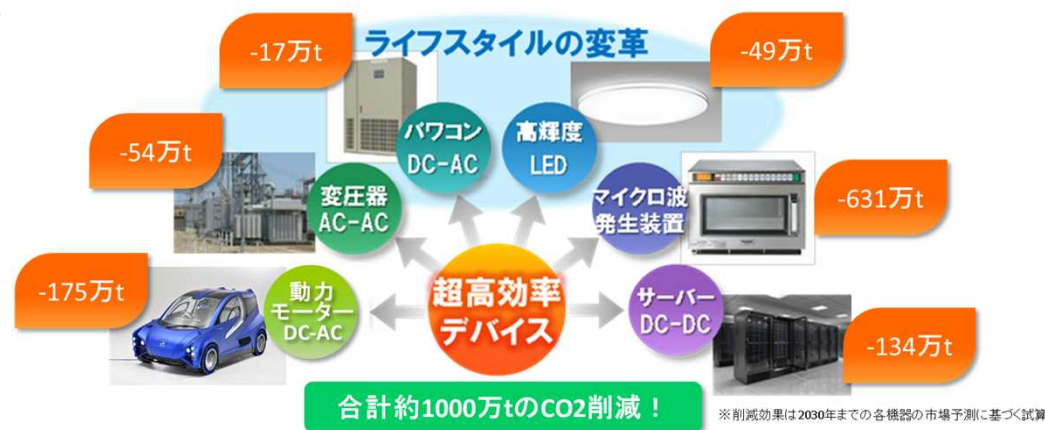 ライフスタイルの変革
-17万t
-49万t
パワコン
DC-AC
高輝度
LED
-54万t
変圧器
AC-AC
マイクロ波
発生装置
-631万t
-175万t
動力
モーター
DC-AC
超高効率
デバイス
サーバー
DC-DC
-134万t
合計約1000万tのCO2削減！
※削減効果は2030年までの各機器の市場予測に基づく試算